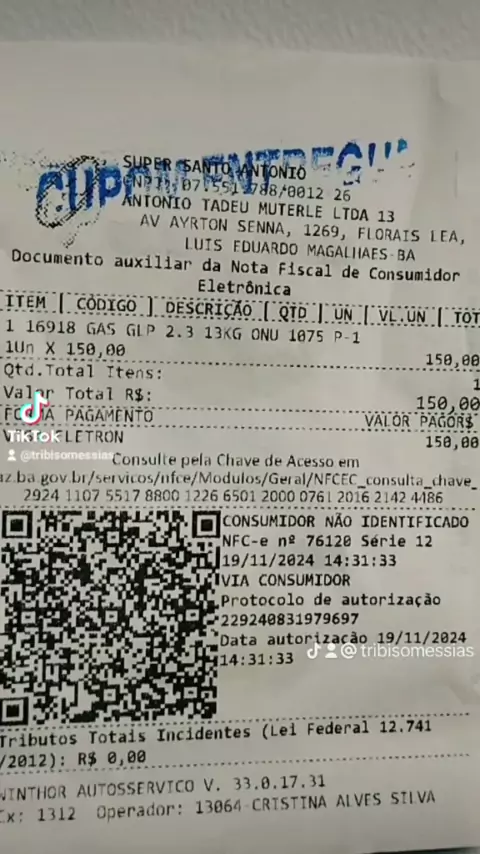 CUPOM ENTREGUE
SUPER SANTO ANTONIO
CNPJ: 07.551.788/0012 26
ANTONIO TADEU MUTERLE LTDA 13
AV AYRTON SENNA, 1269, FLORAIS LEA,
LUIS EDUARDO MAGALHAES-BA
Documento auxiliar da Nota Fiscal de Consumidor
Eletrônica
ITEM | CÓDIGO | DESCRIÇÃO | QTD | UN | VL.UN | TOT
1 16918 GAS GLP 2.3 13KG ONU 1075 P-1
1Un X 150,00 150,00
Qtd.Total Itens: 1
Valor Total R$: 150,00
FORMA PAGAMENTO VALOR PAGOR$
ELETRON 150,00
TikTok
@tribisomessias
Consulte pela Chave de Acesso em
az.ba.gov.br/servicos/nfce/Modulos/Geral/NFCEC_consulta_chave_
2924 1107 5517 8800 1226 6501 2000 0761 2016 2142 4486
CONSUMIDOR NÃO IDENTIFICADO
NFC-e nº 76120 Série 12
19/11/2024 14:31:33
VIA CONSUMIDOR
Protocolo de autorização
229240831979697
Data autorização 19/11/2024
14:31:33
@tribisomessias
Tributos Totais Incidentes (Lei Federal 12.741
/2012): R$ 0,00
WINTHOR AUTOSSERVICO V. 33.0.17.31
Cx: 1312 Operador: 13064-CRISTINA ALVES SILVA